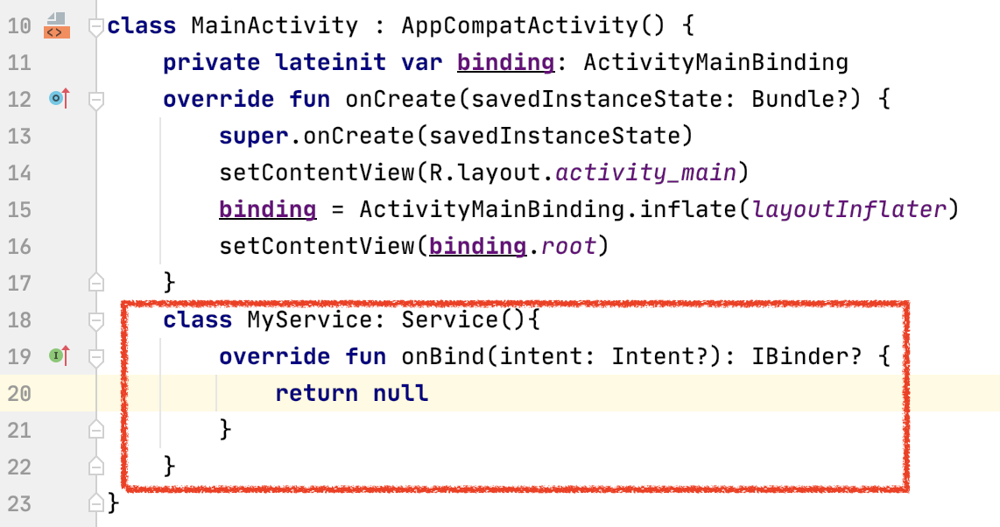 10 <> class MainActivity : AppCompatActivity() {
11 private lateinit var binding: ActivityMainBinding
12 override fun onCreate(savedInstanceState: Bundle?) {
13 super.onCreate(savedInstanceState)
14 setContentView(R.layout.activity_main)
15 binding = ActivityMainBinding.inflate(layoutInflater)
16 setContentView(binding.root)
17 }
18 class MyService: Service(){
19 I override fun onBind(intent: Intent?): IBinder? {
20 return null
21 }
22 }
23 }